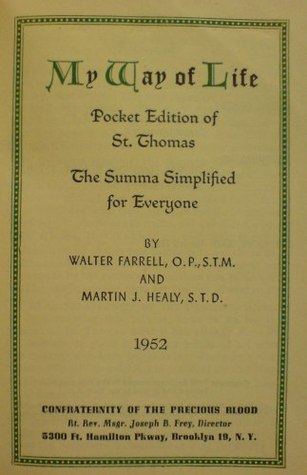 My Way of Life
Pocket Edition of
St. Thomas
The Summa Simplified
for Everyone
BY
WALTER FARRELL, O.P., S.T.M.
AND
MARTIN J. HEALY, S.T.D.
1952
CONFRATERNITY OF THE PRECIOUS BLOOD
Rt. Rev. Msgr. Joseph B. Frey, Director
5300 Ft. Hamilton Pkway, Brooklyn 19, N. Y.